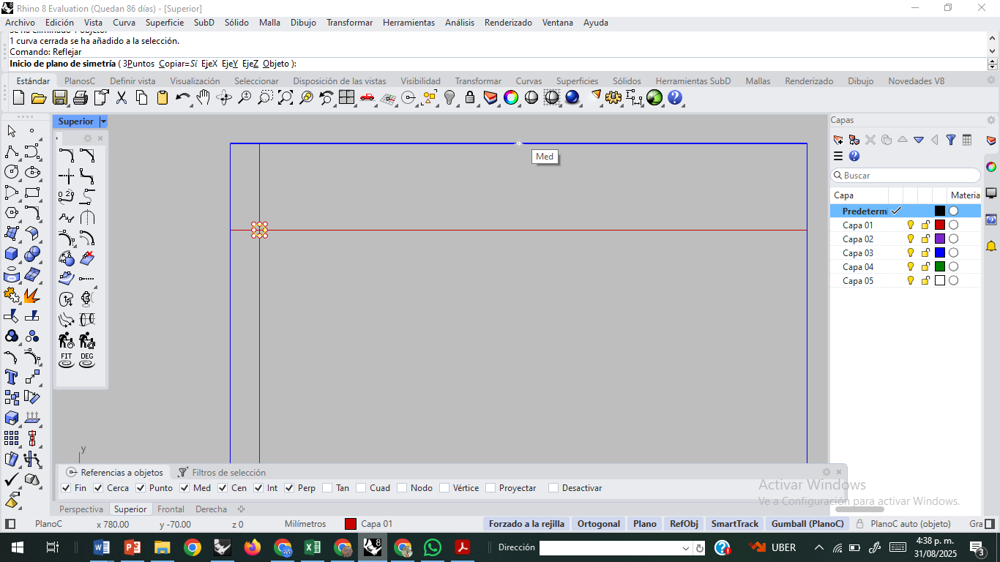 Rhino 8 Evaluation (Quedan 86 días) - [Superior]
Archivo Edición Vista Curva Superficie SubD Sólido Malla Dibujo Transformar Herramientas Análisis Renderizado Ventana Ayuda
Se ha eliminado 1 objeto.
1 curva cerrada se ha añadido a la selección.
Comando: Reflejar
Inicio de plano de simetría ( 3Puntos Copiar=Sí EjeX EjeY EjeZ Objeto ):
Estándar PlanosC Definir vista Visualización Seleccionar Disposición de las vistas Visibilidad Transformar Curvas Superficies Sólidos Herramientas SubD Mallas Renderizado Dibujo Novedades V8
Superior
Capas
Med
Buscar
Capa Materia
Predetermi
Capa 01
Capa 02
Capa 03
Capa 04
Capa 05
FIT DEG
y
Referencias a objetos Filtros de selección
Fin Cerca Punto Med Cen Int Perp Tan Cuad Nodo Vértice Proyectar Desactivar
Activar Windows
Ve a Configuración para activar Windows.
Perspectiva Superior Frontal Derecha
PlanoC x 780.00 y -70.00 z 0 Milímetros Capa 01 Forzado a la rejilla Ortogonal Plano RefObj SmartTrack Gumball (PlanoC) PlanoC auto (objeto) Gra
Dirección UBER 4:38 p. m.
31/08/2025
3